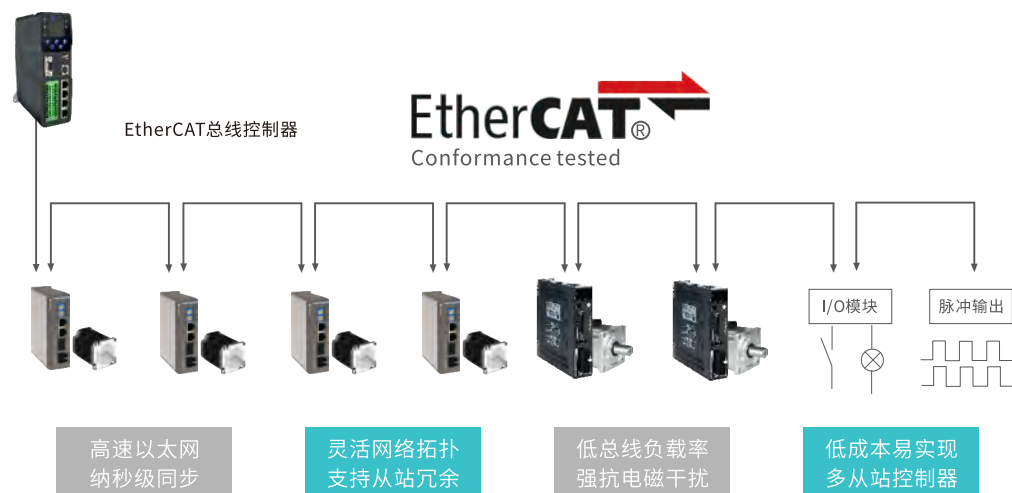 EtherCAT®
EtherCAT总线控制器
Conformance tested
I/O模块
脉冲输出
高速以太网
纳秒级同步
灵活网络拓扑
支持从站冗余
低总线负载率
强抗电磁干扰
低成本易实现
多从站控制器